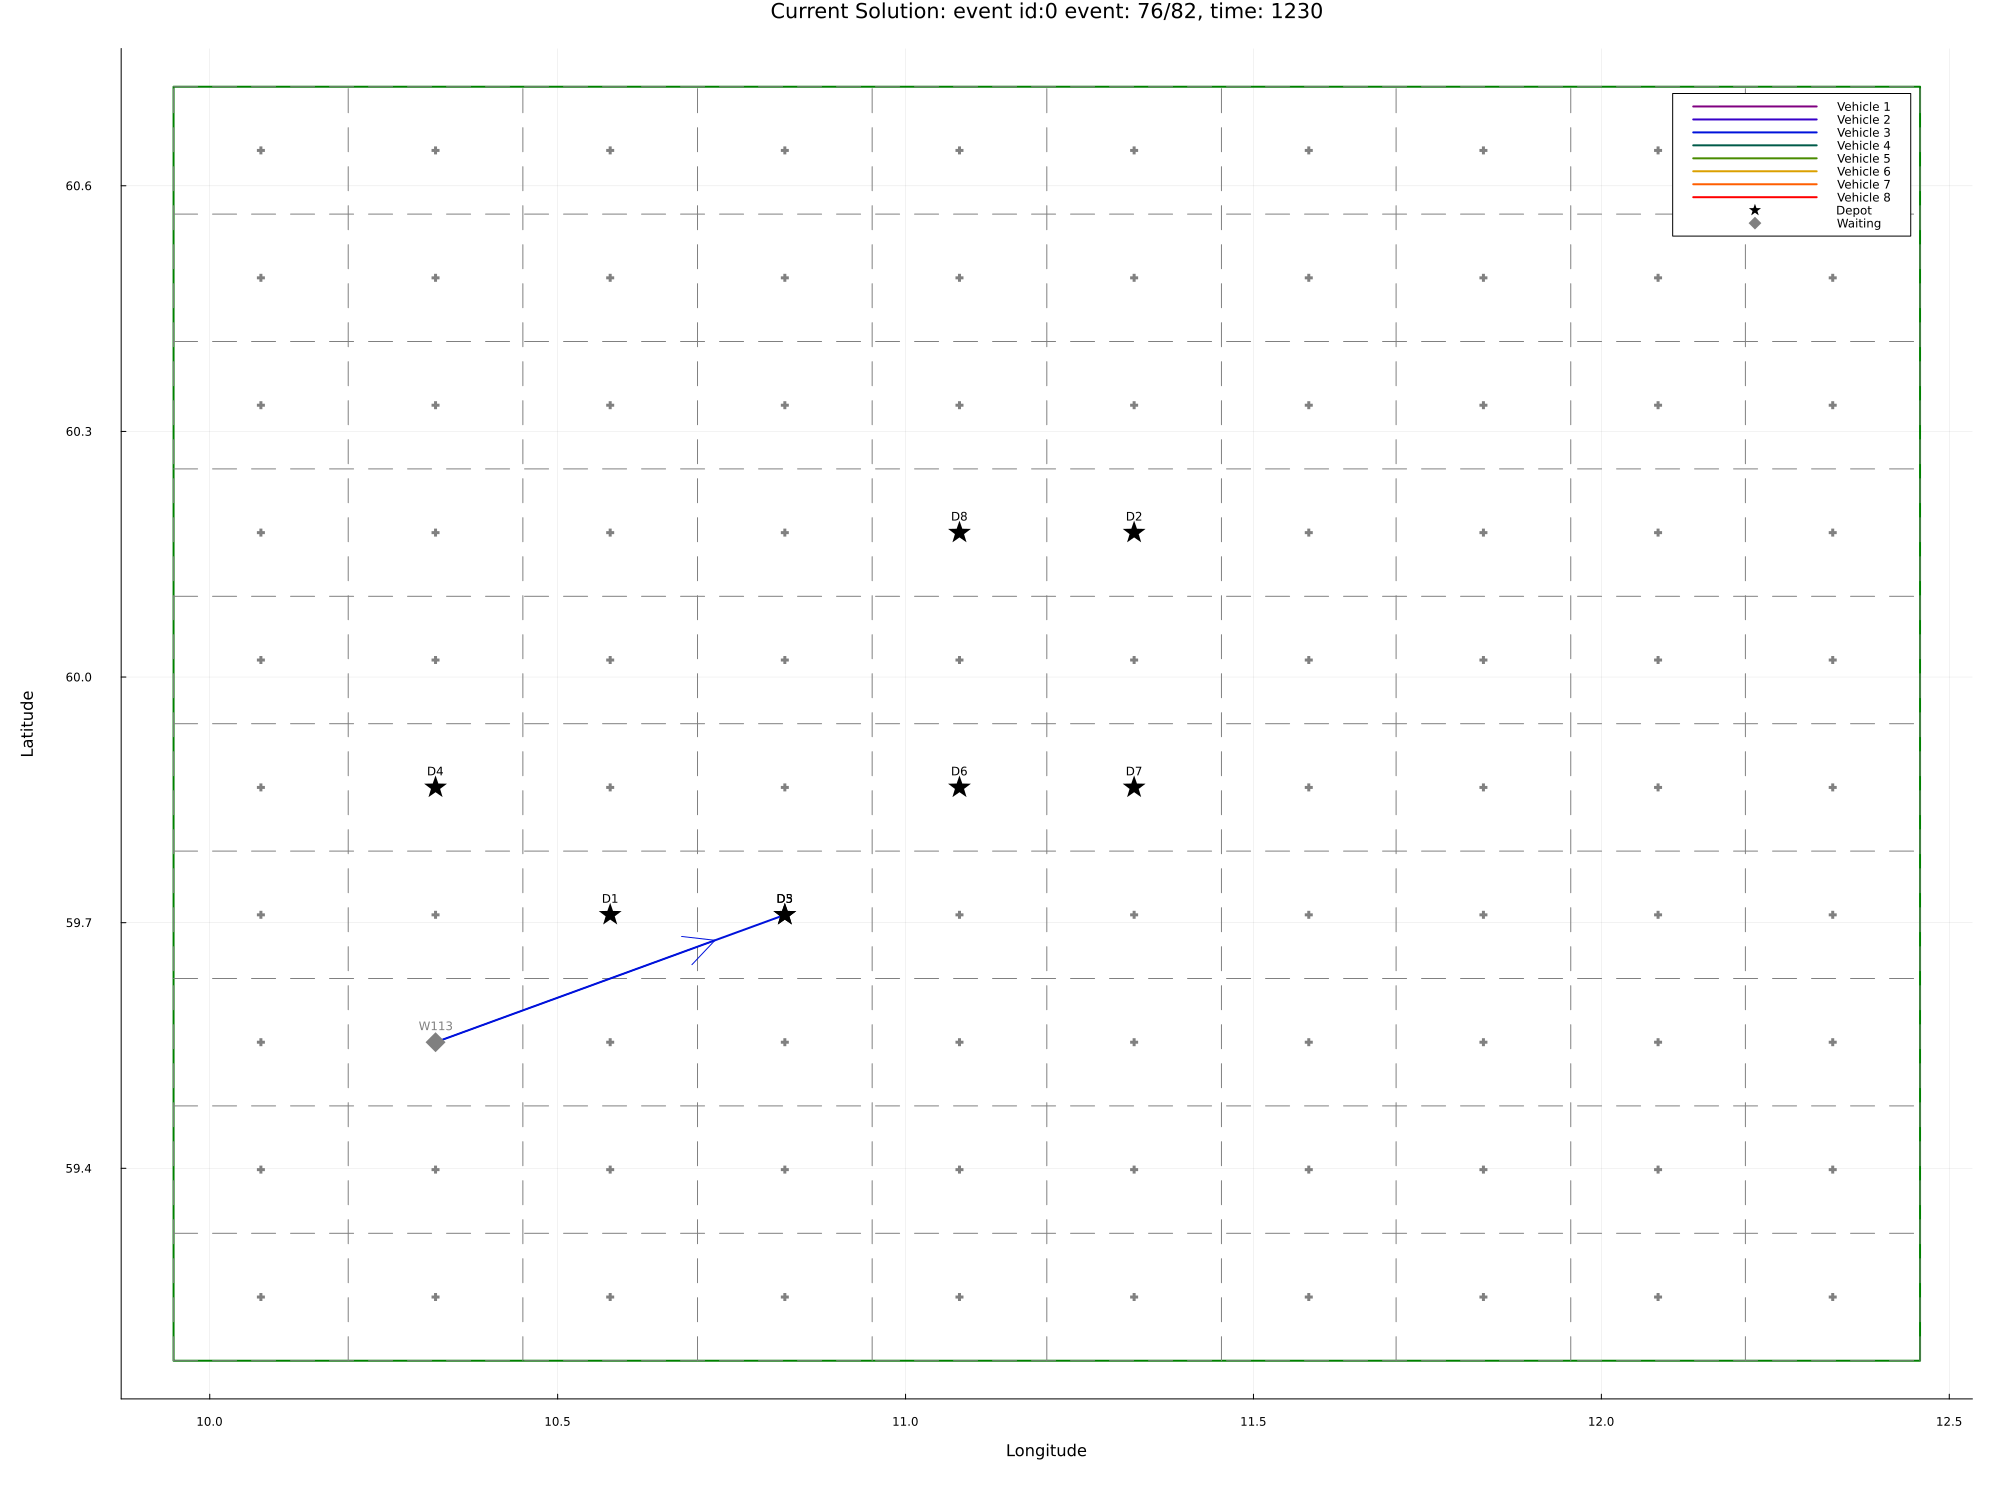 Current Solution: event id:0 event: 76/82, time: 1230
Vehicle 1
Vehicle 2
Vehicle 3
Vehicle 4
Vehicle 5
Vehicle 6
Vehicle 7
Vehicle 8
Depot
Waiting
60.6
60.3
D8
D2
60.0
Latitude
D4
D6
D7
D1
59.7
W113
59.4
10.0
10.5
11.0
11.5
12.0
12.5
Longitude